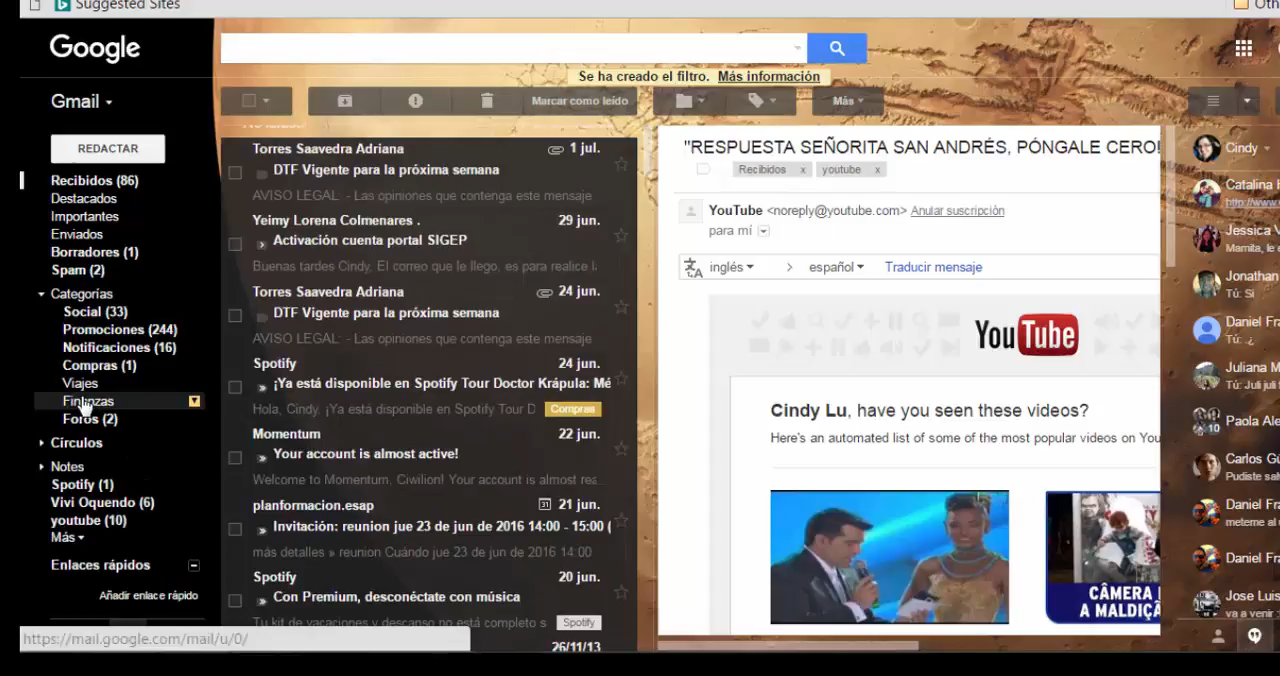 Suggested Sites
Google
Se ha creado el filtro. Más información
Gmail
Marcar como leído
Más
REDACTAR
Recibidos (86)
Destacados
Importantes
Enviados
Borradores (1)
Spam (2)
Categorías
Social (33)
Promociones (244)
Notificaciones (16)
Compras (1)
Viajes
Finanzas
Foros (2)
Círculos
Notes
Spotify (1)
Vivi Oquendo (6)
youtube (10)
Más
Enlaces rápidos
Añadir enlace rápido
https://mail.google.com/mail/u/0/
Torres Saavedra Adriana 1 jul.
DTF Vigente para la próxima semana
AVISO LEGAL: - Las opiniones que contenga este mensaje
Yeimy Lorena Colmenares . 29 jun.
Activación cuenta portal SIGEP
Buenas tardes Cindy, El correo que le llego, es para realice l
Torres Saavedra Adriana 24 jun.
DTF Vigente para la próxima semana
AVISO LEGAL: - Las opiniones que contenga este mensaje
Spotify 24 jun.
¡Ya está disponible en Spotify Tour Doctor Krápula: Mé
Hola, Cindy. ¡Ya está disponible en Spotify Tour D Compras
Momentum 22 jun.
Your account is almost active!
Welcome to Momentum, Ciwilion! Your account is almost rea
planformacion.esap 31 21 jun.
Invitación: reunion jue 23 de jun de 2016 14:00 - 15:00 (
más detalles » reunion Cuándo jue 23 de jun de 2016 14:00
Spotify 20 jun.
Con Premium, desconéctate con música
Tu kit de vacaciones y descanso no está completo s Spotify
26/11/13
"RESPUESTA SEÑORITA SAN ANDRÉS, PÓNGALE CERO!
Recibidos x youtube x
YouTube <noreply@youtube.com> Anular suscripción
para mí
inglés > español Traducir mensaje
YouTube
Cindy Lu, have you seen these videos?
Here's an automated list of some of the most popular videos on You
CÂMERA
A MALDIÇÃ
Cindy
Catalina
http://www.
Jessica V
Mamita, le
Jonathan
Tú: Si
Daniel Fra
Tú: ¿
Juliana M
Tú: Juli juli
Paola Ale
10
Carlos Gu
Pudiste sal
Daniel Fra
meteme al
Daniel Fra
Jose Luis
va a venir